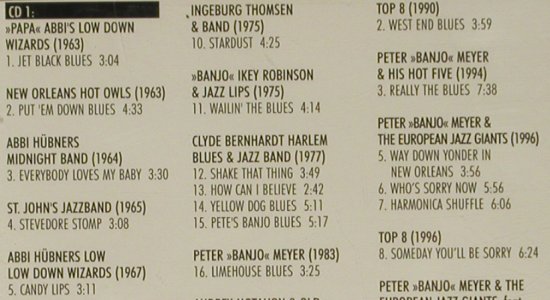 CD 1:
»PAPA« ABBI'S LOW DOWN
WIZARDS (1963)
1. JET BLACK BLUES 3:04
NEW ORLEANS HOT OWLS (1963)
2. PUT 'EM DOWN BLUES 4:33
ABBI HÜBNERS
MIDNIGHT BAND (1964)
3. EVERYBODY LOVES MY BABY 3:30
ST. JOHN'S JAZZBAND (1965)
4. STEVEDORE STOMP 3:08
ABBI HÜBNERS LOW
LOW DOWN WIZARDS (1967)
5. CANDY LIPS 3:11
INGEBURG THOMSEN
& BAND (1975)
10. STARDUST 4:25
»BANJO« IKEY ROBINSON
& JAZZ LIPS (1975)
11. WAILIN' THE BLUES 4:14
CLYDE BERNHARDT HARLEM
BLUES & JAZZ BAND (1977)
12. SHAKE THAT THING 3:49
13. HOW CAN I BELIEVE 2:42
14. YELLOW DOG BLUES 5:11
15. PETE'S BANJO BLUES 5:17
PETER »BANJO« MEYER (1983)
16. LIMEHOUSE BLUES 3:25
TOP 8 (1990)
2. WEST END BLUES 3:59
PETER »BANJO« MEYER
& HIS HOT FIVE (1994)
3. REALLY THE BLUES 7:38
PETER »BANJO« MEYER &
THE EUROPEAN JAZZ GIANTS (1996)
5. WAY DOWN YONDER IN
NEW ORLEANS 3:56
6. WHO'S SORRY NOW 5:56
7. HARMONICA SHUFFLE 6:06
TOP 8 (1996)
8. SOMEDAY YOU'LL BE SORRY 6:24
PETER »BANJO« MEYER & THE
EUROPEAN JAZZ GIANTS feat